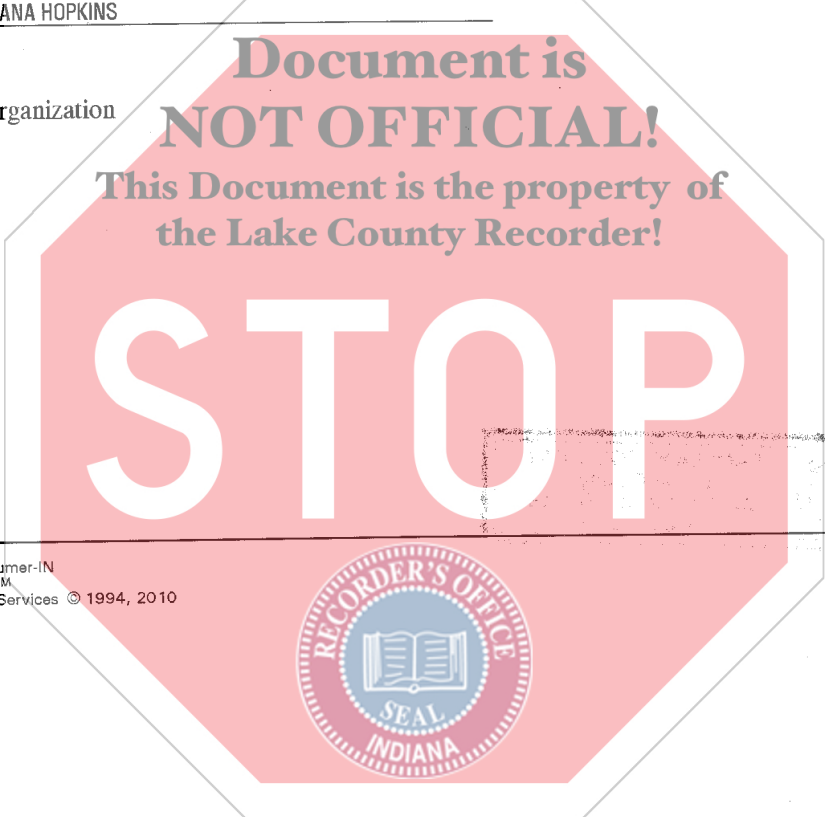 ANA HOPKINS
Document is
rganization
NOT OFFICIAL!
This Document is the property of
the Lake County Recorder!
STOP
umer-IN
M
Services © 1994, 2010
RECORDER'S OFFICE
SEAL
INDIANA